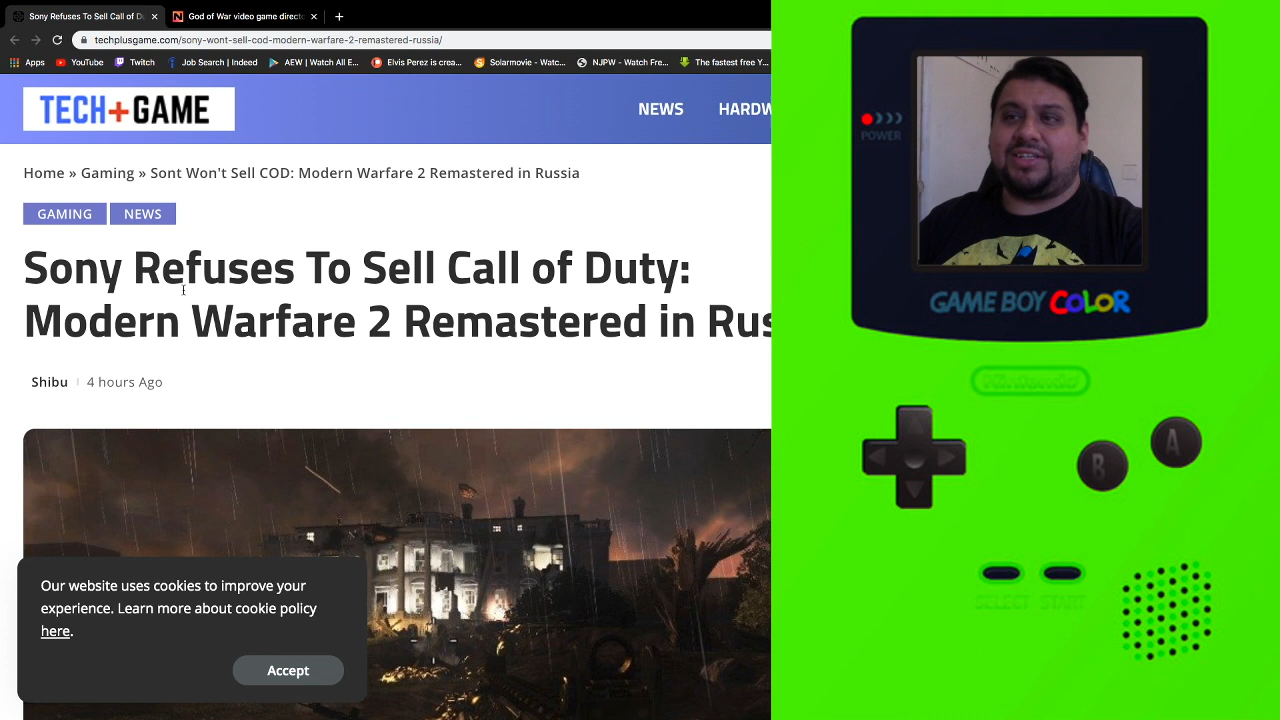 Sony Refuses To Sell Call of Du
God of War video game directo
techplusgame.com/sony-wont-sell-cod-modern-warfare-2-remastered-russia/
Apps YouTube Twitch Job Search | Indeed AEW | Watch All E... Elvis Perez is crea... Solarmovie - Watc... NJPW - Watch Fre... The fastest free Y...
TECH+GAME
NEWS HARDW
Home » Gaming » Sont Won't Sell COD: Modern Warfare 2 Remastered in Russia
GAMING NEWS
Sony Refuses To Sell Call of Duty:
Modern Warfare 2 Remastered in Rus
Shibu 4 hours Ago
Our website uses cookies to improve your
experience. Learn more about cookie policy
here.
Accept
POWER
GAME BOY COLOR
Nintendo
B A
SELECT START